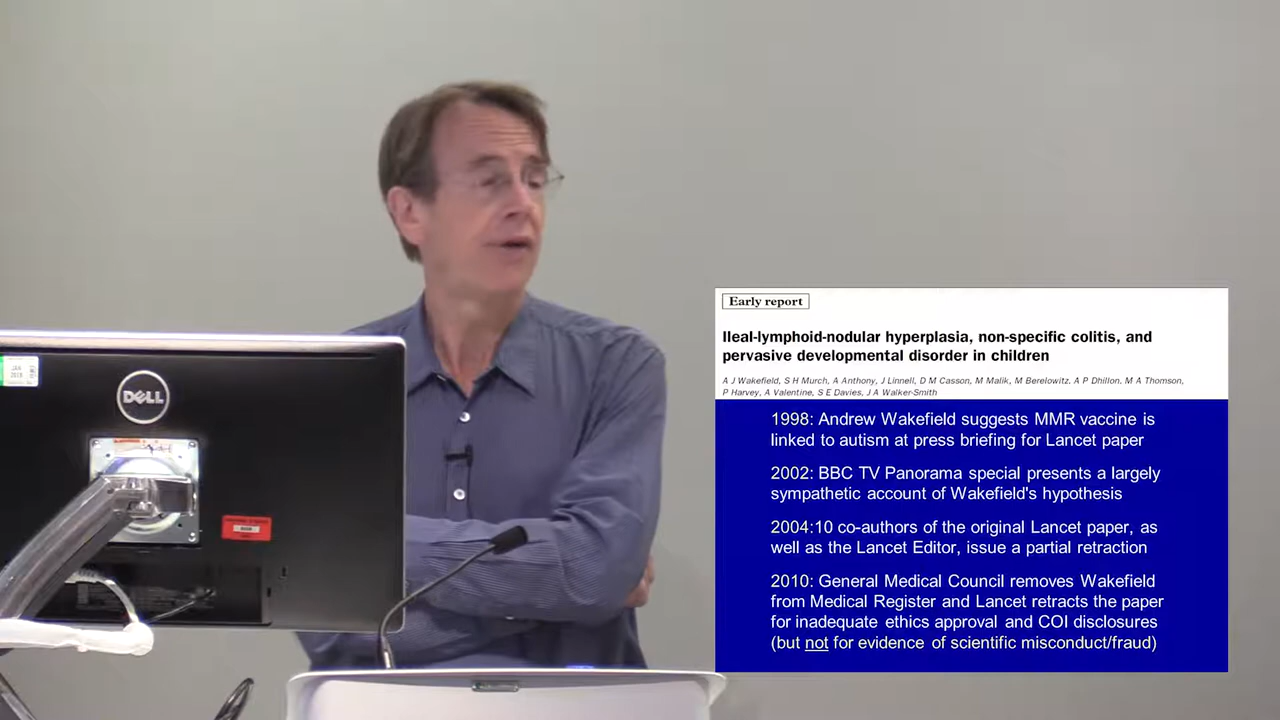 JAN
2018
DELL
Early report
Ileal-lymphoid-nodular hyperplasia, non-specific colitis, and
pervasive developmental disorder in children
A J Wakefield, S H Murch, A Anthony, J Linnell, D M Casson, M Malik, M Berelowitz, A P Dhillon, M A Thomson,
P Harvey, A Valentine, S E Davies, J A Walker-Smith
1998: Andrew Wakefield suggests MMR vaccine is
linked to autism at press briefing for Lancet paper
2002: BBC TV Panorama special presents a largely
sympathetic account of Wakefield's hypothesis
2004:10 co-authors of the original Lancet paper, as
well as the Lancet Editor, issue a partial retraction
2010: General Medical Council removes Wakefield
from Medical Register and Lancet retracts the paper
for inadequate ethics approval and COI disclosures
(but not for evidence of scientific misconduct/fraud)